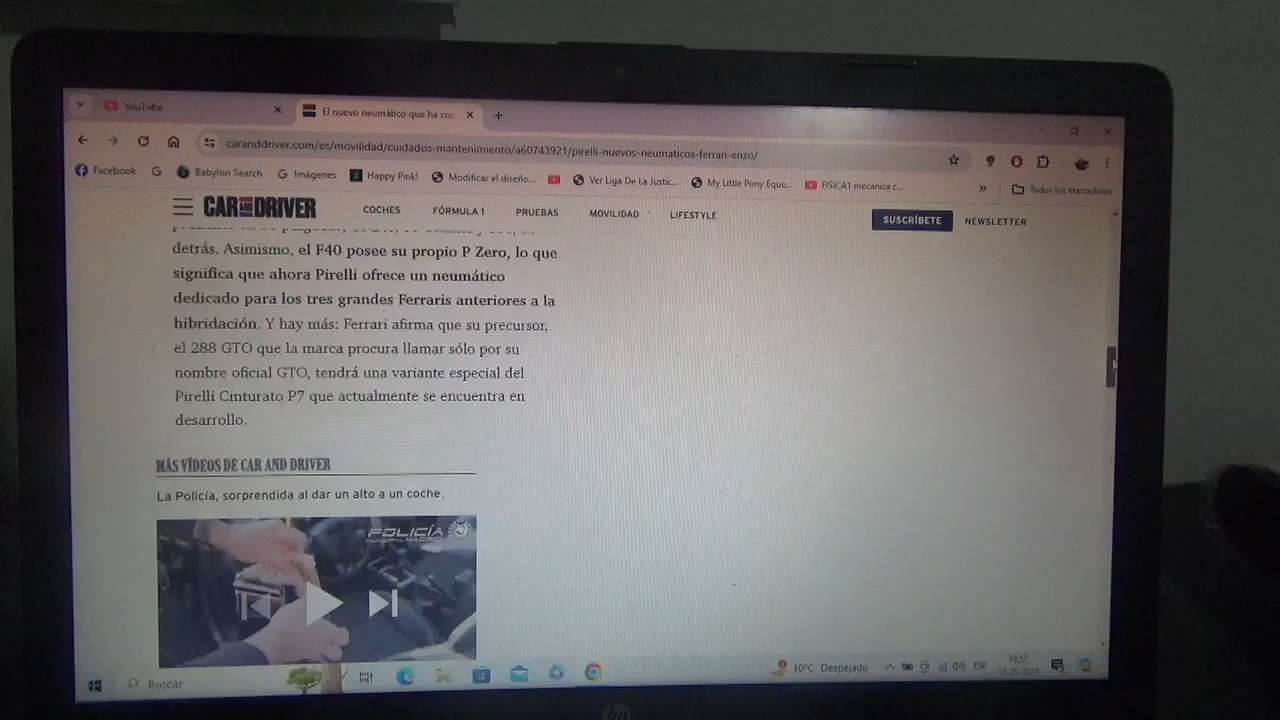 YouTube
El nuevo neumático que ha cre
caranddriver.com/es/movilidad/cuidados-mantenimiento/a60743921/pirelli-nuevos-neumaticos-ferrari-enzo/
Facebook
G
Babylon Search
Imágenes
Happy Pink!
Modificar el diseño...
Ver Liga De La Justic...
My Little Pony Eque...
FISICA1 mecanica c...
»
Todos los marcadores
CAR AND DRIVER
COCHES
FÓRMULA 1
PRUEBAS
MOVILIDAD
LIFESTYLE
SUSCRÍBETE
NEWSLETTER
detrás. Asimismo, el F40 posee su propio P Zero, lo que
significa que ahora Pirelli ofrece un neumático
dedicado para los tres grandes Ferraris anteriores a la
hibridación. Y hay más: Ferrari afirma que su precursor,
el 288 GTO que la marca procura llamar sólo por su
nombre oficial GTO, tendrá una variante especial del
Pirelli Cinturato P7 que actualmente se encuentra en
desarrollo.
MÁS VÍDEOS DE CAR AND DRIVER
La Policía, sorprendida al dar un alto a un coche.
POLICÍA
MUNICIPAL MADRID
Buscar
10°C Despejado
ESP
18:57
hp